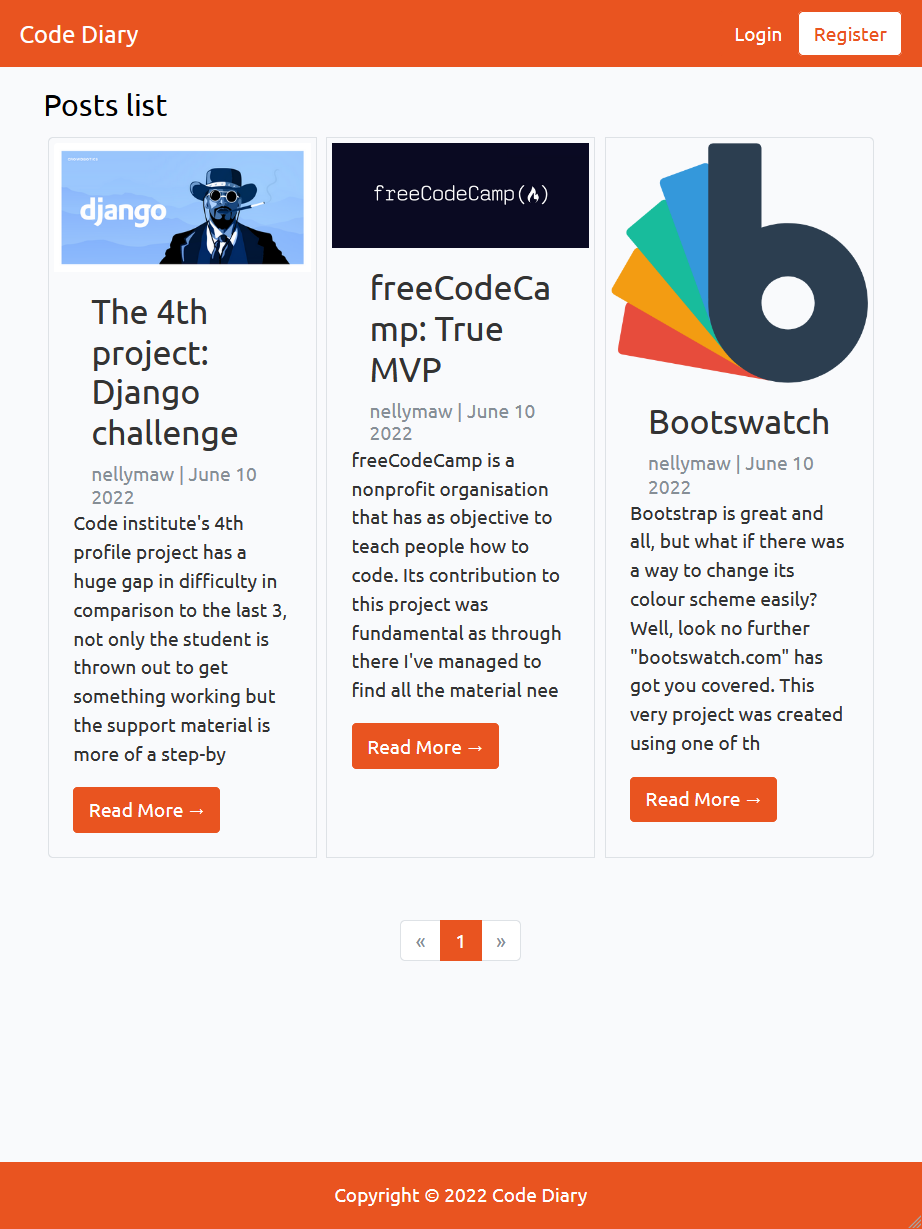 Code Diary
Login
Register
Posts list
django
The 4th
project:
Django
challenge
nellymaw | June 10
2022
Code institute's 4th
profile project has a
huge gap in difficulty in
comparison to the last 3,
not only the student is
thrown out to get
something working but
the support material is
more of a step-by
Read More →
freeCodeCamp(🔥)
freeCodeCa
mp: True
MVP
nellymaw | June 10
2022
freeCodeCamp is a
nonprofit organisation
that has as objective to
teach people how to
code. Its contribution to
this project was
fundamental as through
there I've managed to
find all the material nee
Read More →
b
Bootswatch
nellymaw | June 10
2022
Bootstrap is great and
all, but what if there was
a way to change its
colour scheme easily?
Well, look no further
"bootswatch.com" has
got you covered. This
very project was created
using one of th
Read More →
« 1 »
Copyright © 2022 Code Diary